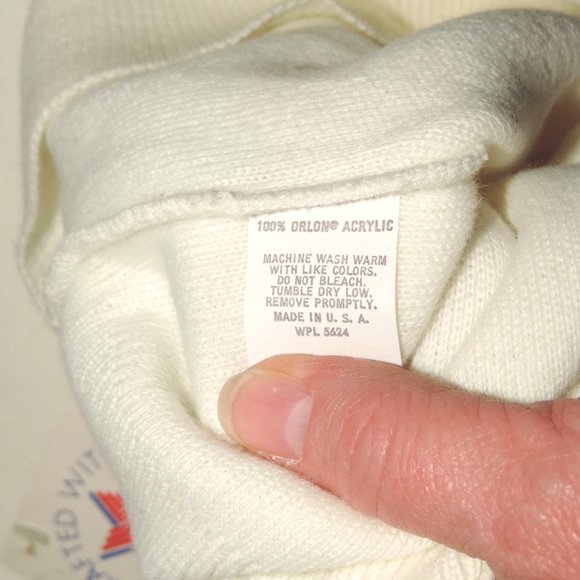 100% ORLON® ACRYLIC
MACHINE WASH WARM
WITH LIKE COLORS.
DO NOT BLEACH.
TUMBLE DRY LOW.
REMOVE PROMPTLY.
MADE IN U. S. A.
WPL 5624